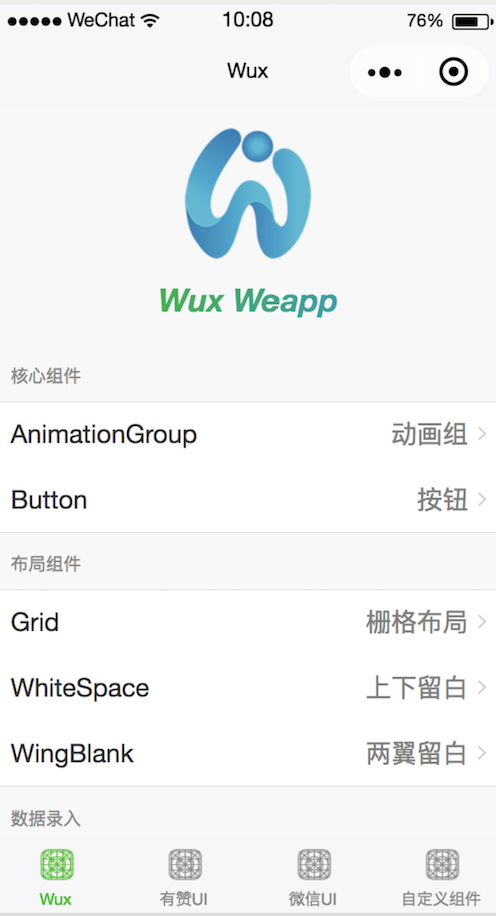 WeChat 10:08 76%
Wux
Wux Weapp
核心组件
AnimationGroup 动画组
Button 按钮
布局组件
Grid 栅格布局
WhiteSpace 上下留白
WingBlank 两翼留白
数据录入
Wux 有赞UI 微信UI 自定义组件